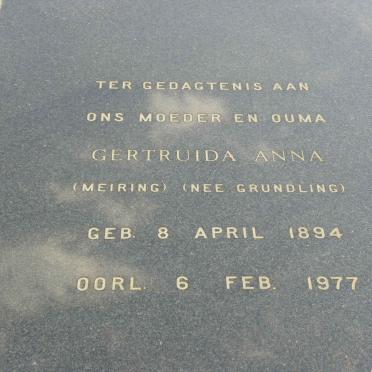 TER GEDAGTENIS AAN
ONS MOEDER EN OUMA
GERTRUIDA ANNA
(MEIRING) (NEE GRUNDLING)
GEB. 8 APRIL 1894
OORL. 6 FEB. 1977